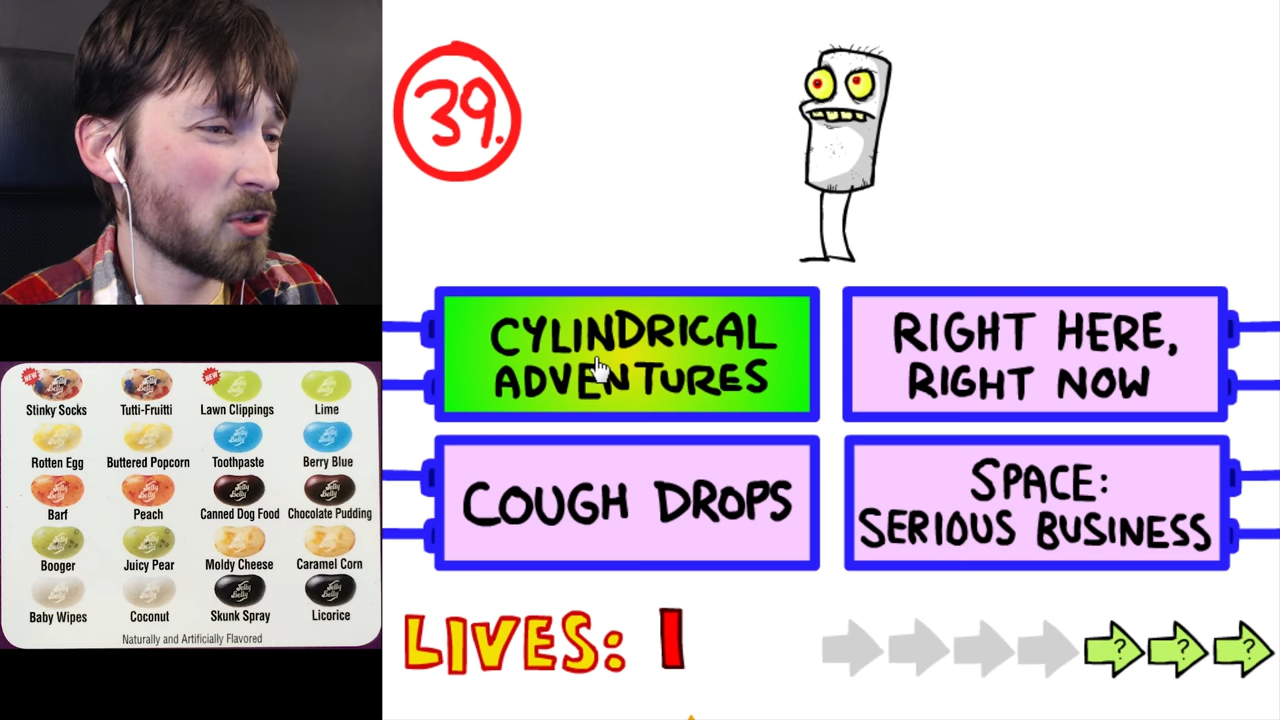 39.
CYLINDRICAL
ADVENTURES
RIGHT HERE,
RIGHT NOW
COUGH DROPS
SPACE:
SERIOUS BUSINESS
LIVES: 1
? ? ?
NEW NEW
Stinky Socks Tutti-Fruitti Lawn Clippings Lime
Rotten Egg Buttered Popcorn Toothpaste Berry Blue
Barf Peach Canned Dog Food Chocolate Pudding
Booger Juicy Pear Moldy Cheese Caramel Corn
Baby Wipes Coconut Skunk Spray Licorice
Naturally and Artificially Flavored